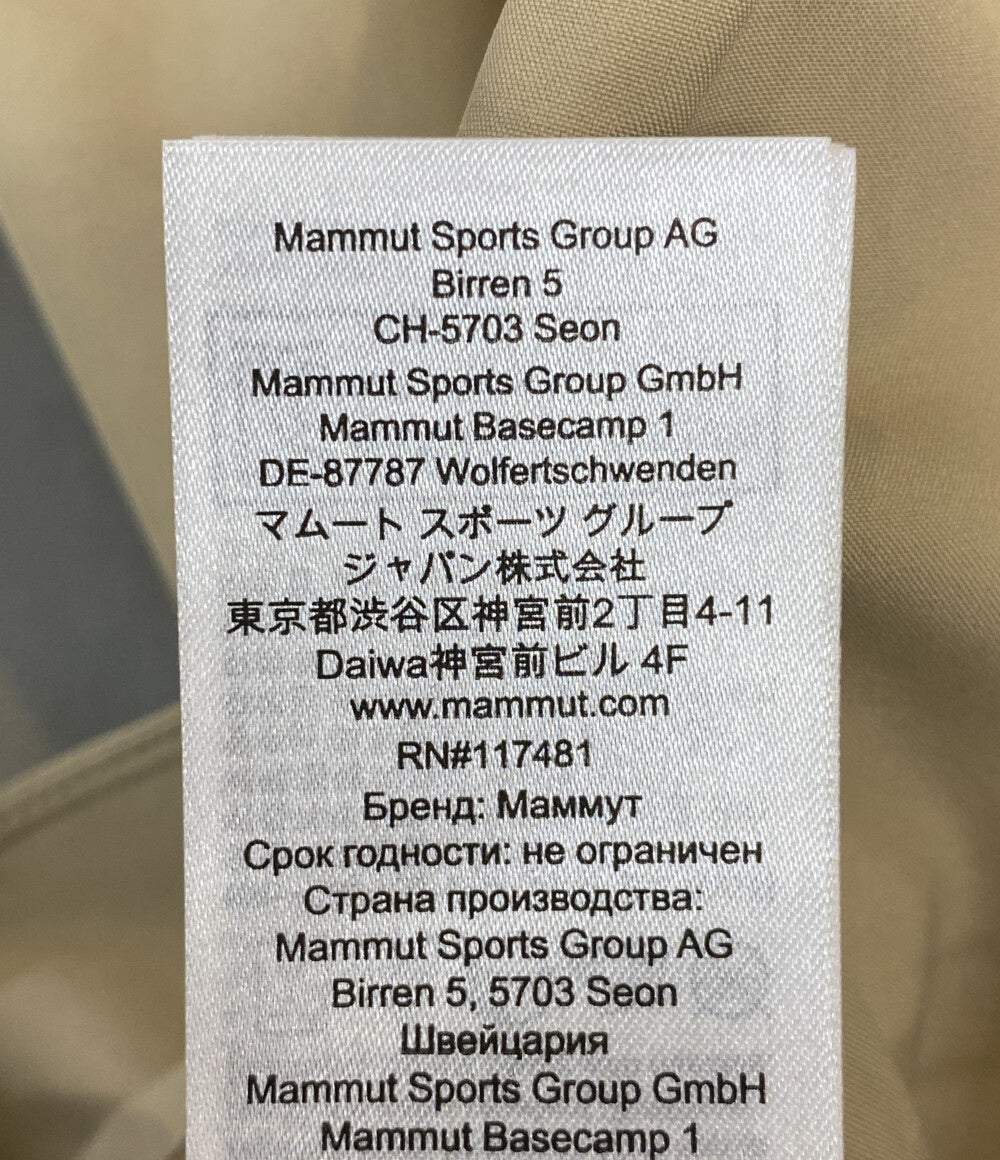 Mammut Sports Group AG
Birren 5
CH-5703 Seon
Mammut Sports Group GmbH
Mammut Basecamp 1
DE-87787 Wolfertschwenden
マムート スポーツ グループ
ジャパン株式会社
東京都渋谷区神宮前2丁目4-11
Daiwa神宮前ビル 4F
www.mammut.com
RN#117481
Бренд: Маммут
Срок годности: не ограничен
Страна производства:
Mammut Sports Group AG
Birren 5, 5703 Seon
Швейцария
Mammut Sports Group GmbH
Mammut Basecamp 1